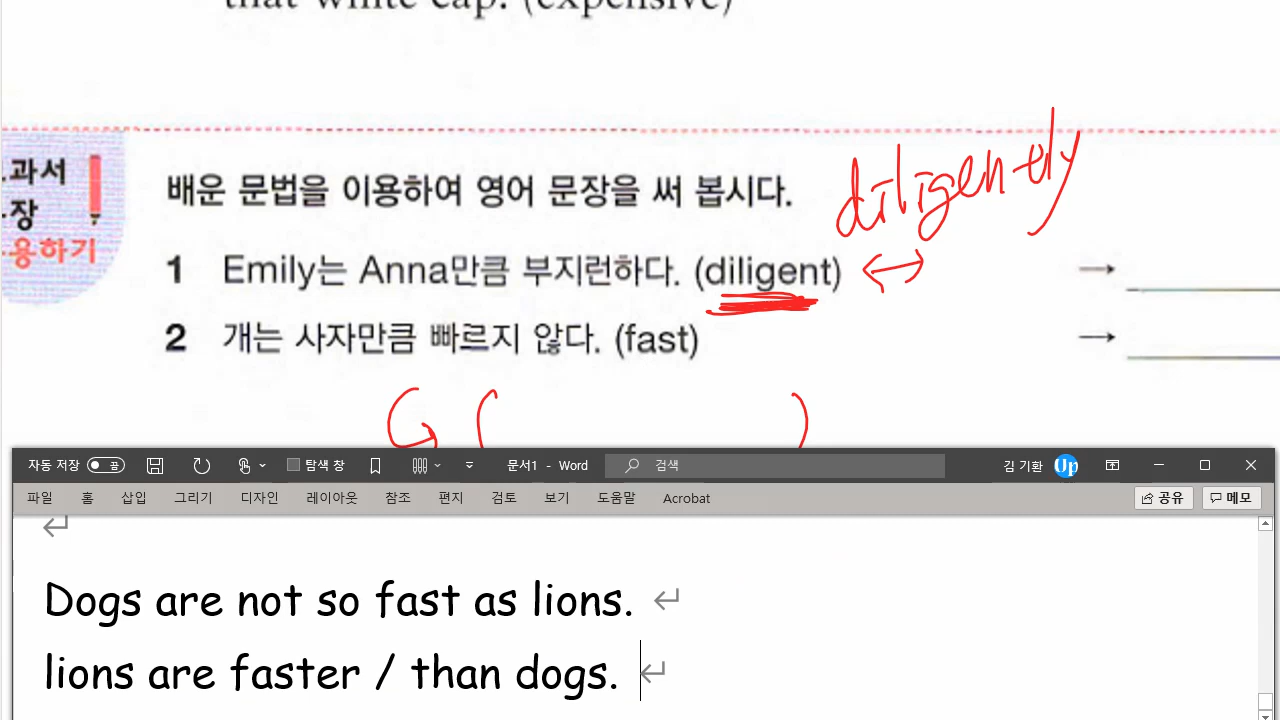 that white cap. (expensive)
과서
장
용하기
배운 문법을 이용하여 영어 문장을 써 봅시다.
diligently
1 Emily는 Anna만큼 부지런하다. (diligent) ↔ →
2 개는 사자만큼 빠르지 않다. (fast) →
자동 저장 끔 탐색 창 문서1 - Word 검색 김 기환 Up
파일 홈 삽입 그리기 디자인 레이아웃 참조 편지 검토 보기 도움말 Acrobat 공유 메모
Dogs are not so fast as lions.
lions are faster / than dogs.